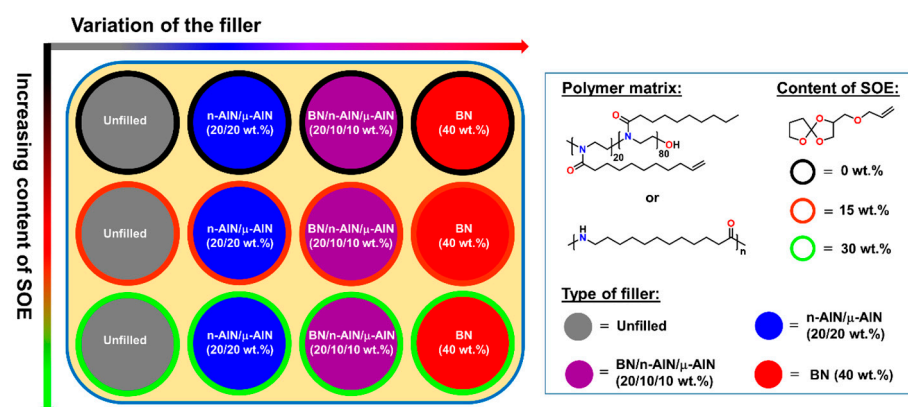 Variation of the filler
Increasing content of SOE
Unfilled
n-AlN/μ-AlN
(20/20 wt.%)
BN/n-AlN/μ-AlN
(20/10/10 wt.%)
BN
(40 wt.%)
Unfilled
n-AlN/μ-AlN
(20/20 wt.%)
BN/n-AlN/μ-AlN
(20/10/10 wt.%)
BN
(40 wt.%)
Unfilled
n-AlN/μ-AlN
(20/20 wt.%)
BN/n-AlN/μ-AlN
(20/10/10 wt.%)
BN
(40 wt.%)
Polymer matrix:
O
N
20
N
80
OH
O
or
H
N
O
n
Content of SOE:
O
O
O
O
= 0 wt.%
= 15 wt.%
= 30 wt.%
Type of filler:
= Unfilled
= n-AlN/μ-AlN
(20/20 wt.%)
= BN/n-AlN/μ-AlN
(20/10/10 wt.%)
= BN (40 wt.%)